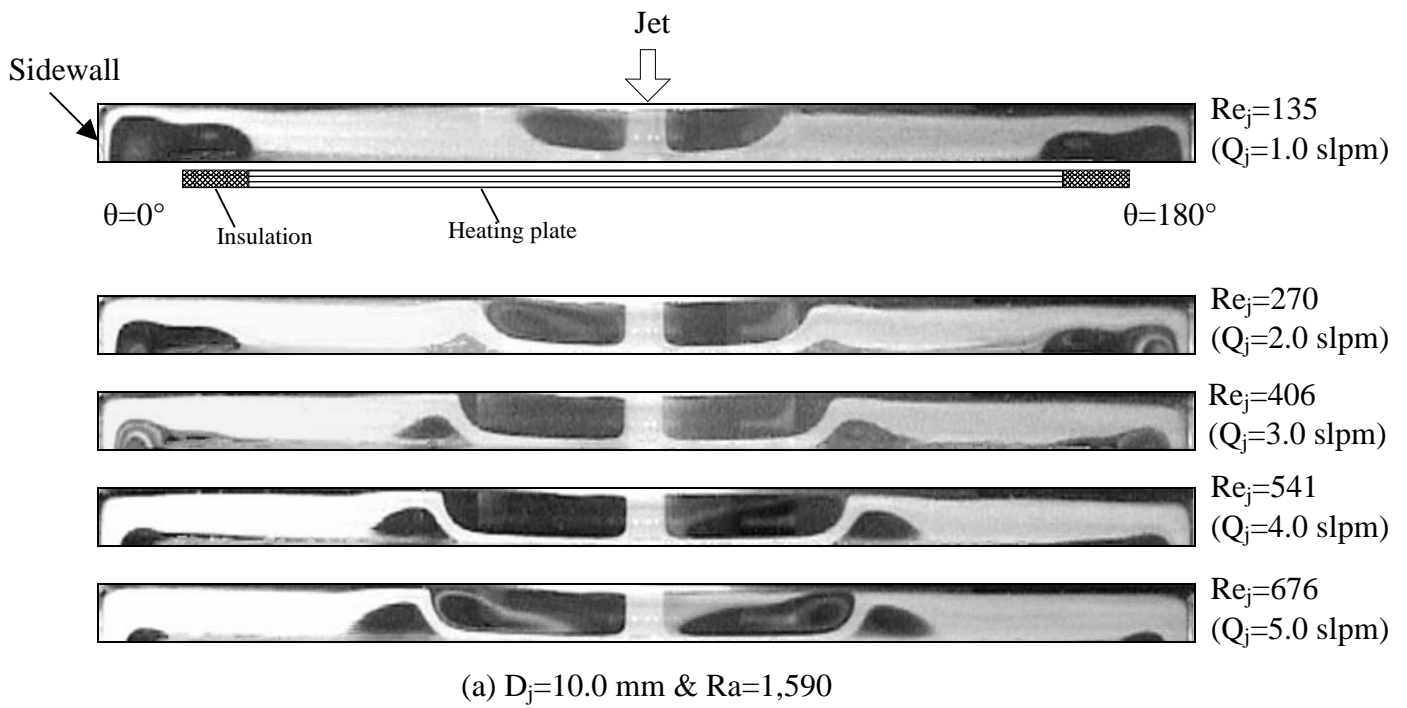 Jet
Sidewall
Re_j=135
(Q_j=1.0 slpm)
θ=0°
θ=180°
Insulation
Heating plate
Re_j=270
(Q_j=2.0 slpm)
Re_j=406
(Q_j=3.0 slpm)
Re_j=541
(Q_j=4.0 slpm)
Re_j=676
(Q_j=5.0 slpm)
(a) D_j=10.0 mm & Ra=1,590